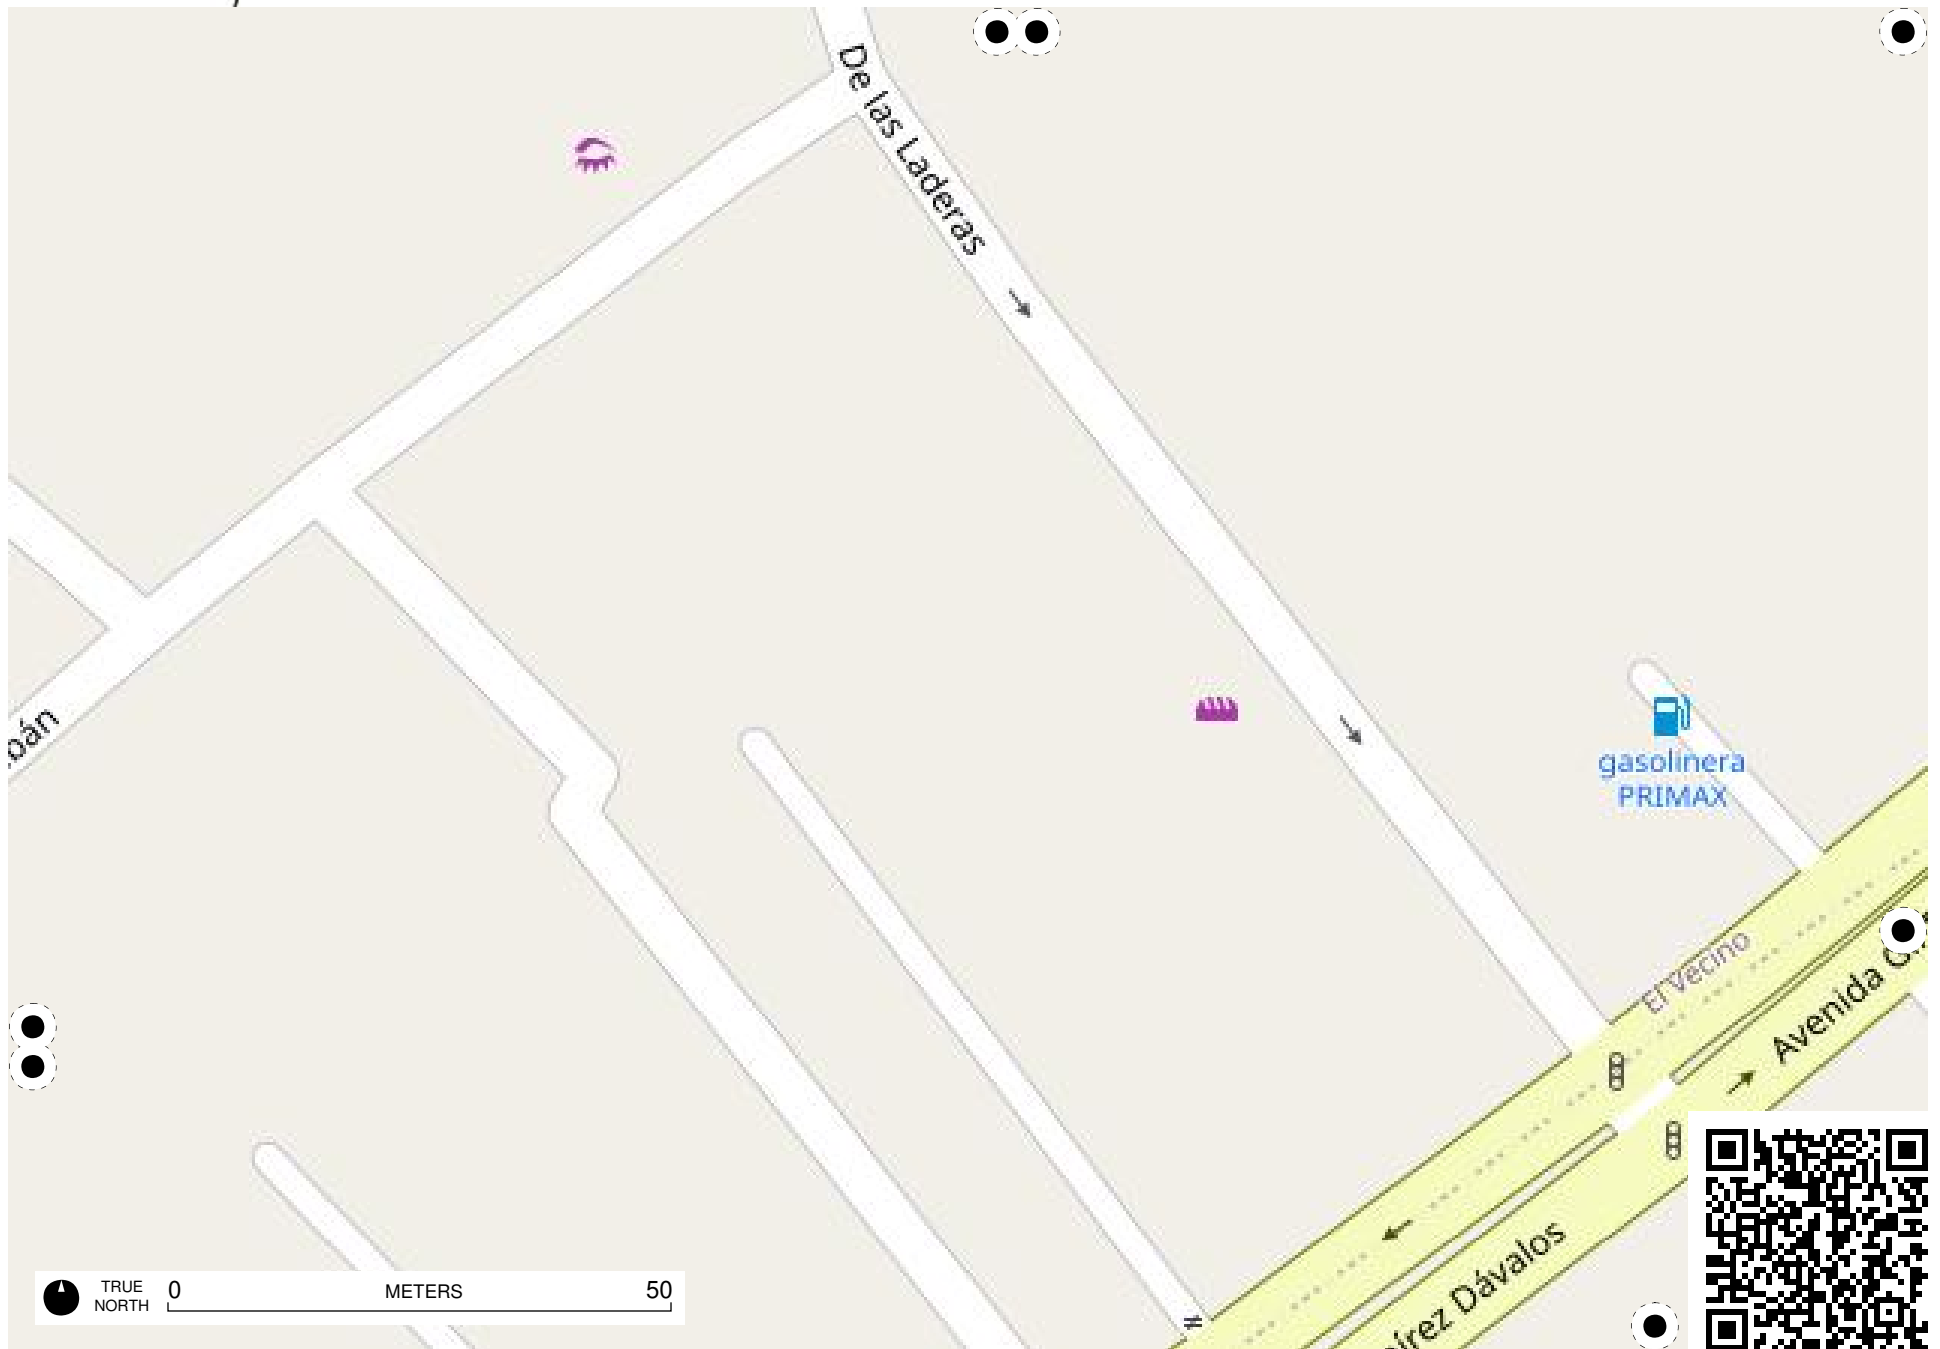 De las Laderas
gasolinera
PRIMAX
El Vecino
Avenida
Dávalos
TRUE
NORTH
0
METERS
50